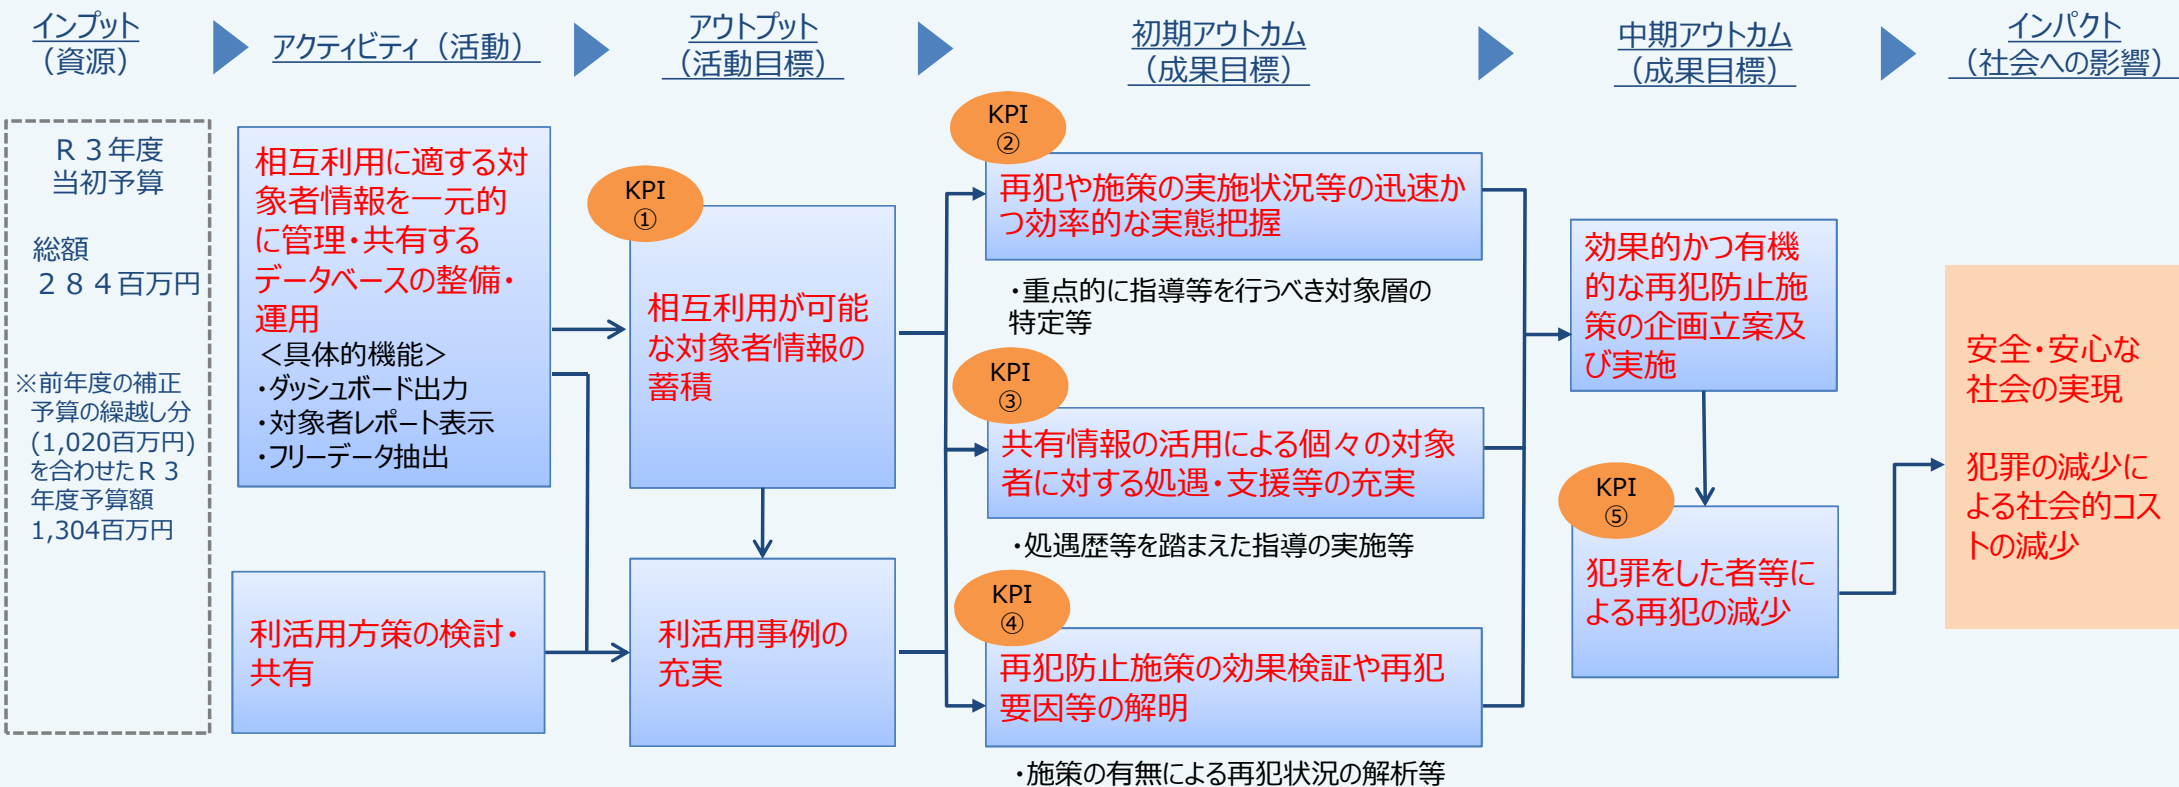 インプット
（資源）
アクティビティ（活動）
アウトプット
（活動目標）
初期アウトカム
（成果目標）
中期アウトカム
（成果目標）
インパクト
（社会への影響）
Ｒ３年度
当初予算
総額
２８４百万円
※前年度の補正
予算の繰越し分
(1,020百万円)
を合わせたＲ３
年度予算額
1,304百万円
相互利用に適する対
象者情報を一元的
に管理・共有する
データベースの整備・
運用
＜具体的機能＞
・ダッシュボード出力
・対象者レポート表示
・フリーデータ抽出
利活用方策の検討・
共有
KPI
①
相互利用が可能
な対象者情報の
蓄積
利活用事例の
充実
KPI
②
再犯や施策の実施状況等の迅速か
つ効率的な実態把握
・重点的に指導等を行うべき対象層の
特定等
KPI
③
共有情報の活用による個々の対象
者に対する処遇・支援等の充実
・処遇歴等を踏まえた指導の実施等
KPI
④
再犯防止施策の効果検証や再犯
要因等の解明
・施策の有無による再犯状況の解析等
効果的かつ有機
的な再犯防止施
策の企画立案及
び実施
KPI
⑤
犯罪をした者等に
よる再犯の減少
安全・安心な
社会の実現
犯罪の減少に
よる社会的コス
トの減少